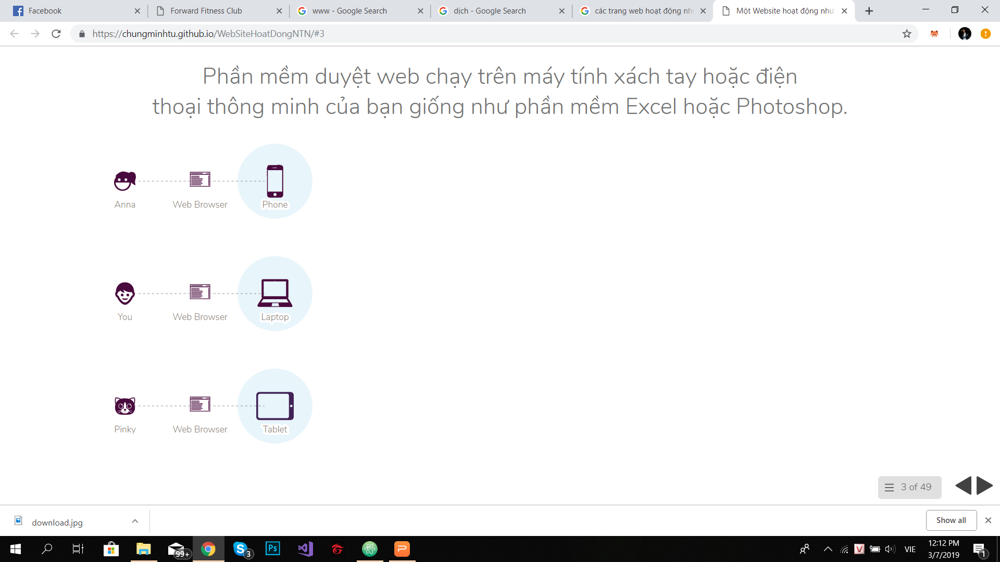 Facebook
Forward Fitness Club
www - Google Search
dịch - Google Search
các trang web hoạt động nh
Một Website hoạt động như
https://chungminhtu.github.io/WebSiteHoatDongNTN/#3
Phần mềm duyệt web chạy trên máy tính xách tay hoặc điện
thoại thông minh của bạn giống như phần mềm Excel hoặc Photoshop.
Anna
Web Browser
Phone
You
Web Browser
Laptop
Pinky
Web Browser
Tablet
3 of 49
download.jpg
Show all
99+
3
Ps
VIE
12:12 PM
3/7/2019
1